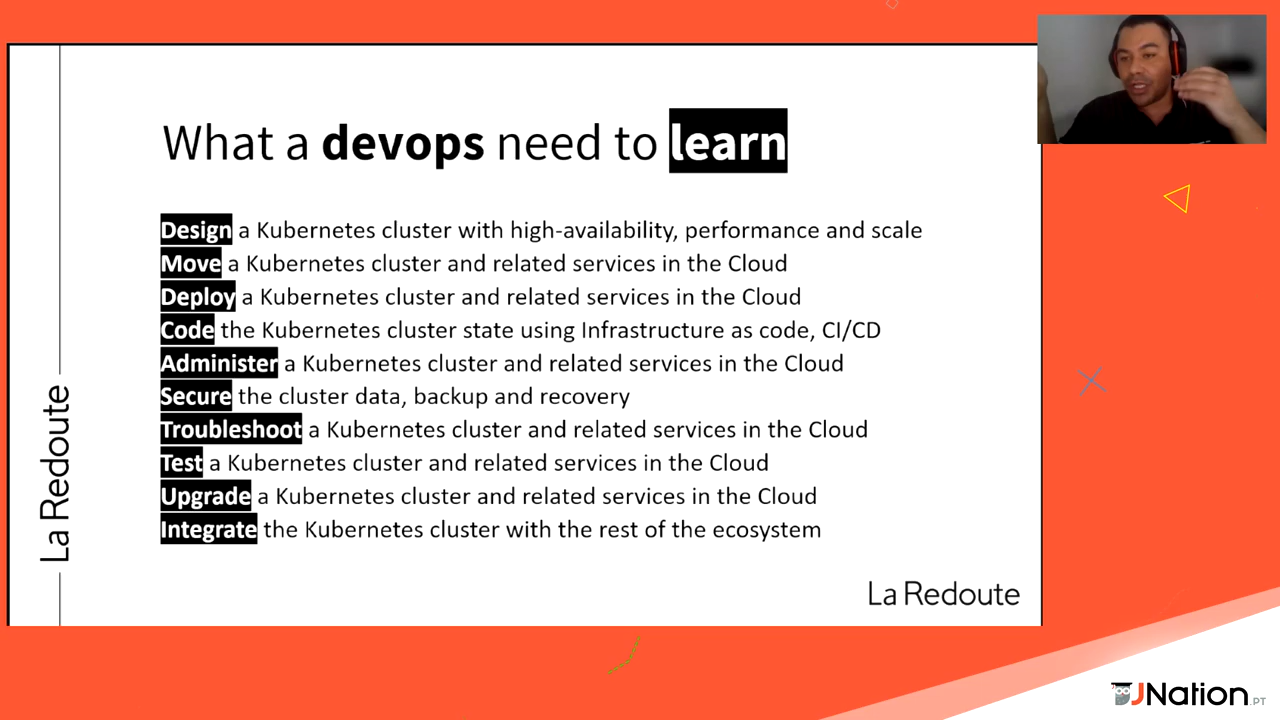 What a devops need to learn
Design a Kubernetes cluster with high-availability, performance and scale
Move a Kubernetes cluster and related services in the Cloud
Deploy a Kubernetes cluster and related services in the Cloud
Code the Kubernetes cluster state using Infrastructure as code, CI/CD
Administer a Kubernetes cluster and related services in the Cloud
Secure the cluster data, backup and recovery
Troubleshoot a Kubernetes cluster and related services in the Cloud
Test a Kubernetes cluster and related services in the Cloud
Upgrade a Kubernetes cluster and related services in the Cloud
Integrate the Kubernetes cluster with the rest of the ecosystem
La Redoute
La Redoute
JNation.PT